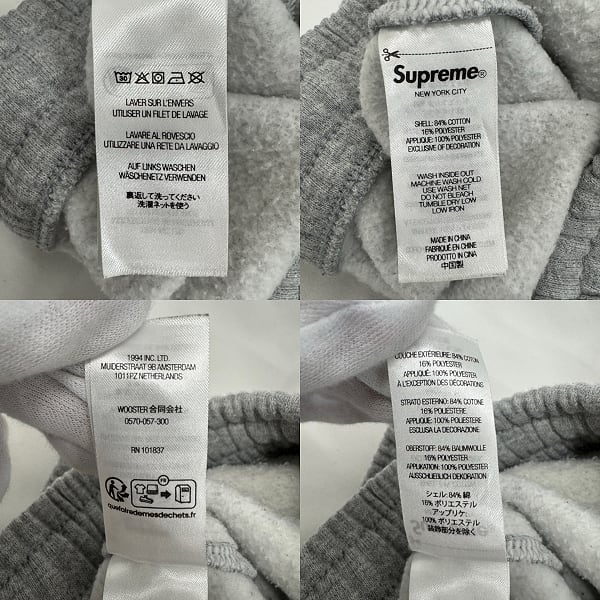 30
LAVER SUR L'ENVERS
UTILISER UN FILET DE LAVAGE
LAVARE AL ROVESCIO
UTILIZZARE UNA RETE DA LAVAGGIO
AUF LINKS WASCHEN
WÄSCHENETZ VERWENDEN
裏返して洗ってください
洗濯ネットを使う
Supreme®
NEW YORK CITY
SHELL: 84% COTTON
16% POLYESTER
APPLIQUE: 100% POLYESTER
EXCLUSIVE OF DECORATION
WASH INSIDE OUT
MACHINE WASH COLD
USE WASH NET
DO NOT BLEACH
TUMBLE DRY LOW
LOW IRON
MADE IN CHINA
FABRIQUÉ EN CHINE
PRODOTTO IN CINA
中国製
1994 INC. LTD.
MUIDERSTRAAT 9B AMSTERDAM
1011PZ NETHERLANDS
WOOSTER 合同会社
0570-057-300
RN 101837
FR
quefairedemesdechets.fr
COUCHE EXTÉRIEURE: 84% COTON
16% POLYESTER
APPLIQUÉ: 100% POLYESTER
À L'EXCEPTION DES DÉCORATIONS
STRATO ESTERNO: 84% COTONE
16% POLIESTERE
APPLIQUÉ: 100% POLIESTERE
ESCLUSA LA DECORAZIONE
OBERSTOFF: 84% BAUMWOLLE
16% POLYESTER
APPLIKATION: 100% POLYESTER
AUSSCHLIEßLICH DEKORATION
シェル: 84% 綿
16% ポリエステル
アップリケ:
100% ポリエステル
装飾部分を除く